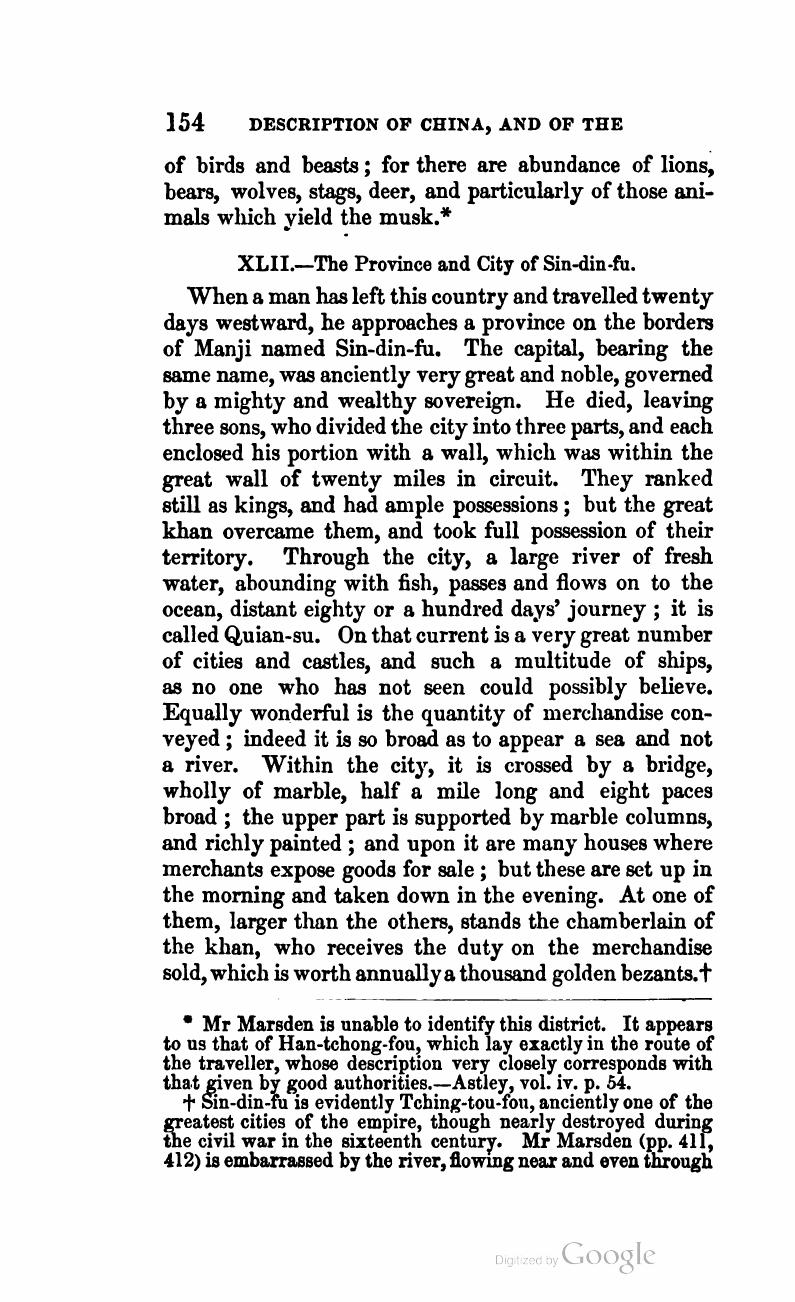 154 DESCRIPTION OF CHINA, AND OF THE
of birds and beasts ; for there are abundance of lions,
bears, wolves, stags, deer, and particularly of those ani-
mals which yield the musk.*
XLII.—The Province and City of Sin-din-fu.
When a man has left this country and travelled twenty
days westward, he approaches a province on the borders
of Manji named Sin-din-fu. The capital, bearing the
same name, was anciently very great and noble, governed
by a mighty and wealthy sovereign. He died, leaving
three sons, who divided the city into three parts, and each
enclosed his portion with a wall, which was within the
great wall of twenty miles in circuit. They ranked
still as kings, and had ample possessions ; but the great
khan overcame them, and took full possession of their
territory. Through the city, a large river of fresh
water, abounding with fish, passes and flows on to the
ocean, distant eighty or a hundred days' journey ; it is
called Quian-su. On that current is a very great number
of cities and castles, and such a multitude of ships,
as no one who has not seen could possibly believe.
Equally wonderful is the quantity of merchandise con-
veyed ; indeed it is so broad as to appear a sea and not
a river. Within the city, it is crossed by a bridge,
wholly of marble, half a mile long and eight paces
broad ; the upper part is supported by marble columns,
and richly painted ; and upon it are many houses where
merchants expose goods for sale ; but these are set up in
the morning and taken down in the evening. At one of
them, larger than the others, stands the chamberlain of
the khan, who receives the duty on the merchandise
sold, which is worth annually a thousand golden bezants.†
* Mr Marsden is unable to identify this district. It appears
to us that of Han-tchong-fou, which lay exactly in the route of
the traveller, whose description very closely corresponds with
that given by good authorities.—Astley, vol. iv. p. 54.
† Sin-din-fu is evidently Tching-tou-fou, anciently one of the
greatest cities of the empire, though nearly destroyed during
the civil war in the sixteenth century. Mr Marsden (pp. 411,
412) is embarrassed by the river, flowing near and even through
Digitized by Google